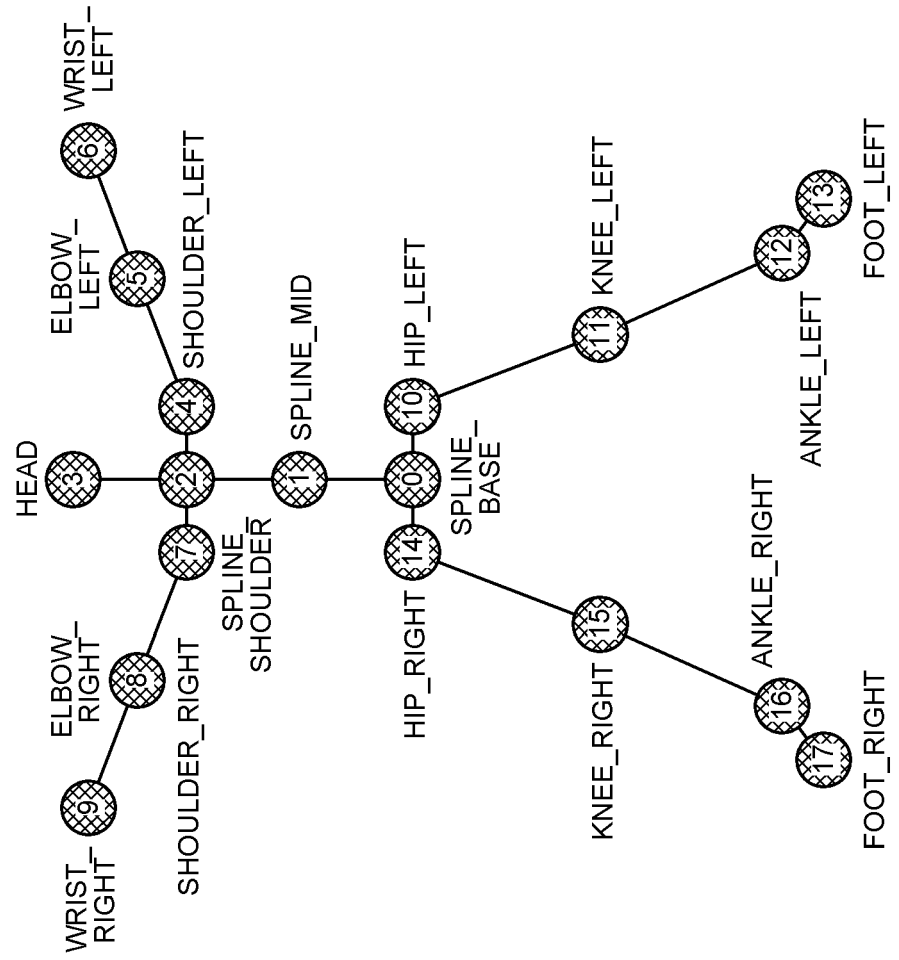 HEAD
3
WRIST_
LEFT
6
ELBOW_
LEFT
5
SHOULDER_LEFT
4
2
7
SPLINE_
SHOULDER
ELBOW_
RIGHT
8
SHOULDER_RIGHT
WRIST_
RIGHT
9
SPLINE_MID
1
HIP_LEFT
10
0
SPLINE_
BASE
14
HIP_RIGHT
KNEE_LEFT
11
15
KNEE_RIGHT
ANKLE_LEFT
12
13
FOOT_LEFT
ANKLE_RIGHT
16
17
FOOT_RIGHT